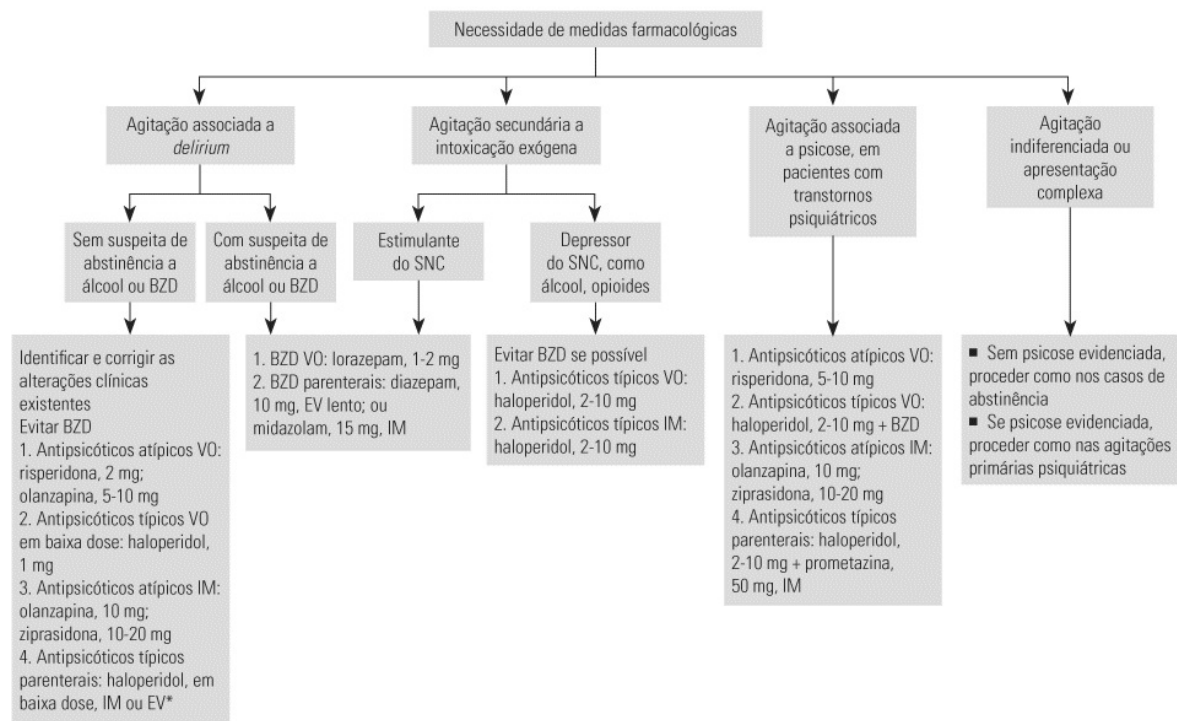 Necessidade de medidas farmacológicas
Agitação associada a
delirium
Agitação secundária a
intoxicação exógena
Agitação associada
a psicose, em
pacientes com
transtornos
psiquiátricos
Agitação
indiferenciada ou
apresentação
complexa
Sem suspeita de
abstinência a
álcool ou BZD
Com suspeita de
abstinência a
álcool ou BZD
Estimulante
do SNC
Depressor
do SNC, como
álcool, opioides
Identificar e corrigir as
alterações clínicas
existentes
Evitar BZD
1. Antipsicóticos atípicos VO:
risperidona, 2 mg;
olanzapina, 5-10 mg
2. Antipsicóticos típicos VO
em baixa dose: haloperidol,
1 mg
3. Antipsicóticos atípicos IM:
olanzapina, 10 mg;
ziprasidona, 10-20 mg
4. Antipsicóticos típicos
parenterais: haloperidol, em
baixa dose, IM ou EV*
1. BZD VO: lorazepam, 1-2 mg
2. BZD parenterais: diazepam,
10 mg, EV lento; ou
midazolam, 15 mg, IM
Evitar BZD se possível
1. Antipsicóticos típicos VO:
haloperidol, 2-10 mg
2. Antipsicóticos típicos IM:
haloperidol, 2-10 mg
1. Antipsicóticos atípicos VO:
risperidona, 5-10 mg
2. Antipsicóticos típicos VO:
haloperidol, 2-10 mg + BZD
3. Antipsicóticos atípicos IM:
olanzapina, 10 mg;
ziprasidona, 10-20 mg
4. Antipsicóticos típicos
parenterais: haloperidol,
2-10 mg + prometazina,
50 mg, IM
■ Sem psicose evidenciada,
proceder como nos casos de
abstinência
■ Se psicose evidenciada,
proceder como nas agitações
primárias psiquiátricas